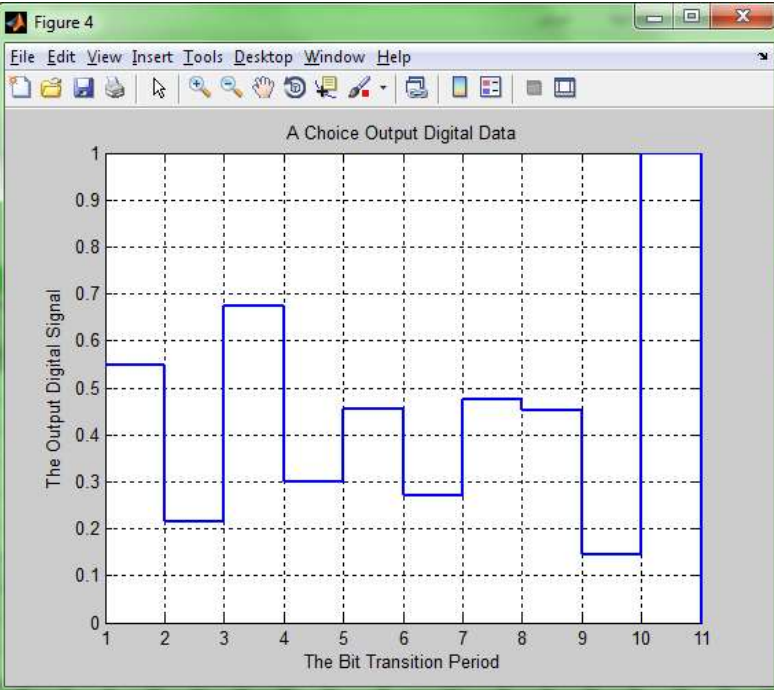 Figure 4
File Edit View Insert Tools Desktop Window Help
A Choice Output Digital Data
The Output Digital Signal
1
0.9
0.8
0.7
0.6
0.5
0.4
0.3
0.2
0.1
0
1 2 3 4 5 6 7 8 9 10 11
The Bit Transition Period